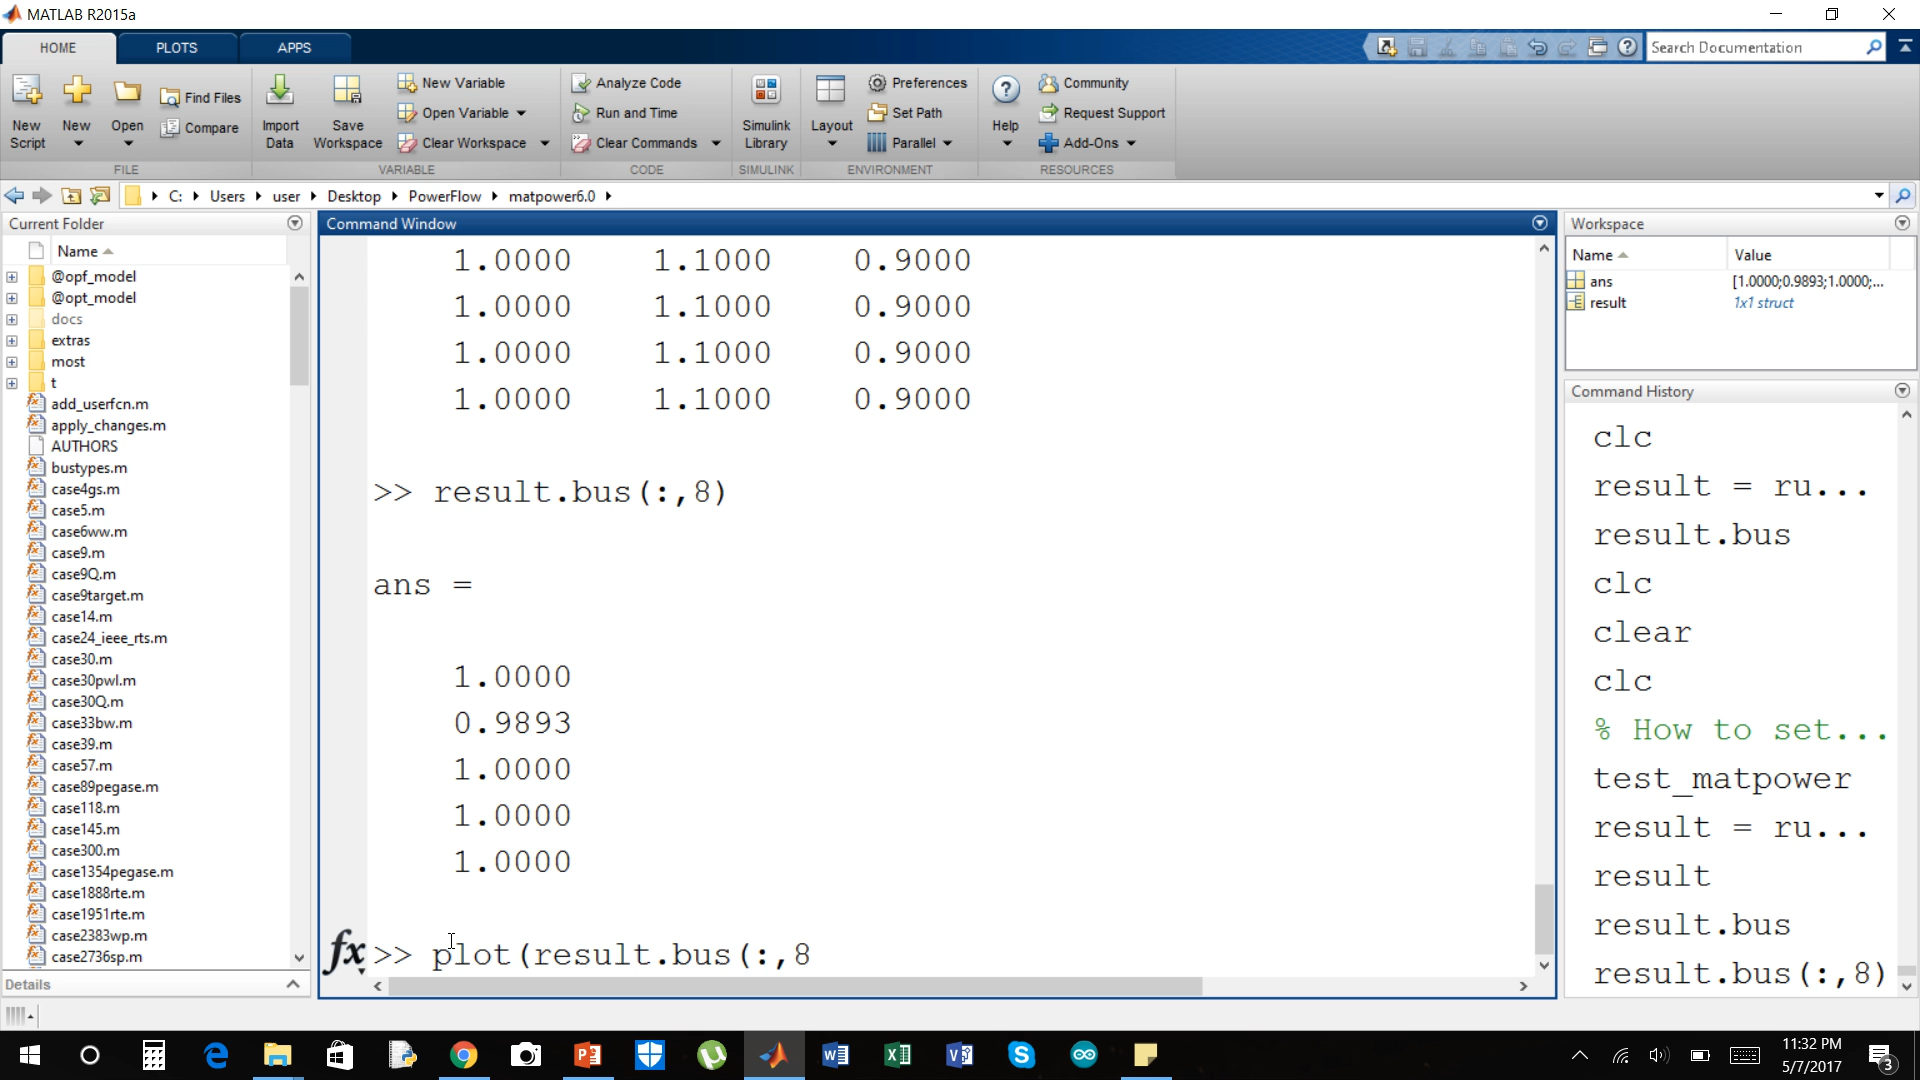 MATLAB R2015a
HOME PLOTS APPS
Search Documentation
New Script
New
Open
Find Files
Compare
FILE
Import Data
Save Workspace
New Variable
Open Variable
Clear Workspace
VARIABLE
Analyze Code
Run and Time
Clear Commands
CODE
Simulink Library
SIMULINK
Layout
Preferences
Set Path
Parallel
ENVIRONMENT
Help
Community
Request Support
Add-Ons
RESOURCES
C: Users user Desktop PowerFlow matpower6.0
Current Folder
Name
@opf_model
@opt_model
docs
extras
most
t
add_userfcn.m
apply_changes.m
AUTHORS
bustypes.m
case4gs.m
case5.m
case6ww.m
case9.m
case9Q.m
case9target.m
case14.m
case24_ieee_rts.m
case30.m
case30pwl.m
case30Q.m
case33bw.m
case39.m
case57.m
case89pegase.m
case118.m
case145.m
case300.m
case1354pegase.m
case1888rte.m
case1951rte.m
case2383wp.m
case2736sp.m
Details
Command Window
1.0000 1.1000 0.9000
1.0000 1.1000 0.9000
1.0000 1.1000 0.9000
1.0000 1.1000 0.9000
>> result.bus(:,8)
ans =
1.0000
0.9893
1.0000
1.0000
1.0000
fx >> plot(result.bus(:,8
Workspace
Name Value
ans [1.0000;0.9893;1.0000;...
result 1x1 struct
Command History
clc
result = ru...
result.bus
clc
clear
clc
% How to set...
test_matpower
result = ru...
result
result.bus
result.bus(:,8)
11:32 PM
5/7/2017
3